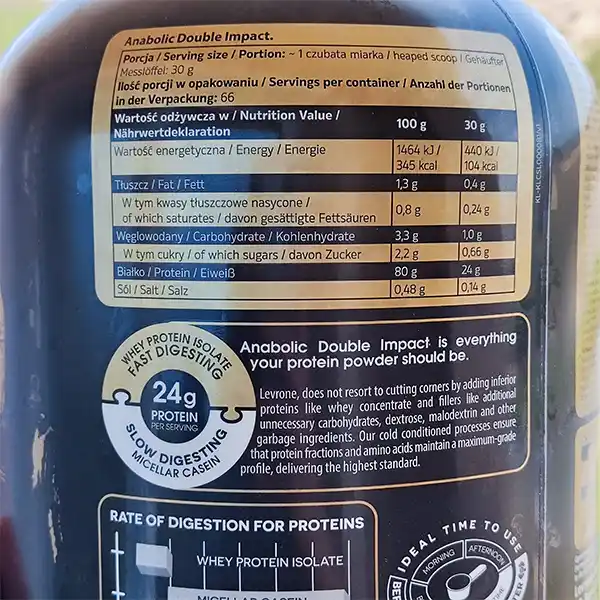 Anabolic Double Impact.
Porcja / Serving size / Portion: ~ 1 czubata miarka / heaped scoop / Gehäufter
Messlöffel: 30 g
Ilość porcji w opakowaniu / Servings per container / Anzahl der Portionen
in der Verpackung: 66
Wartość odżywcza w / Nutrition Value /
Nährwertdeklaration 100 g 30 g
Wartość energetyczna / Energy / Energie 1464 kJ / 345 kcal 440 kJ / 104 kcal
Tłuszcz / Fat / Fett 1,3 g 0,4 g
W tym kwasy tłuszczowe nasycone /
of which saturates / davon gesättigte Fettsäuren 0,8 g 0,24 g
Węglowodany / Carbohydrate / Kohlenhydrate 3,3 g 1,0 g
W tym cukry / of which sugars / davon Zucker 2,2 g 0,66 g
Białko / Protein / Eiweiß 80 g 24 g
Sól / Salt / Salz 0,48 g 0,14 g
WHEY PROTEIN ISOLATE
FAST DIGESTING
24g
PROTEIN
PER SERVING
SLOW DIGESTING
MICELLAR CASEIN
Anabolic Double Impact is everything
your protein powder should be.
Levrone, does not resort to cutting corners by adding inferior
proteins like whey concentrate and fillers like additional
unnecessary carbohydrates, dextrose, malodextrin and other
garbage ingredients. Our cold conditioned processes ensure
that protein fractions and amino acids maintain a maximum-grade
profile, delivering the highest standard.
RATE OF DIGESTION FOR PROTEINS
WHEY PROTEIN ISOLATE
MICELLAR CASEIN
IDEAL TIME TO USE
MORNING
AFTERNOON